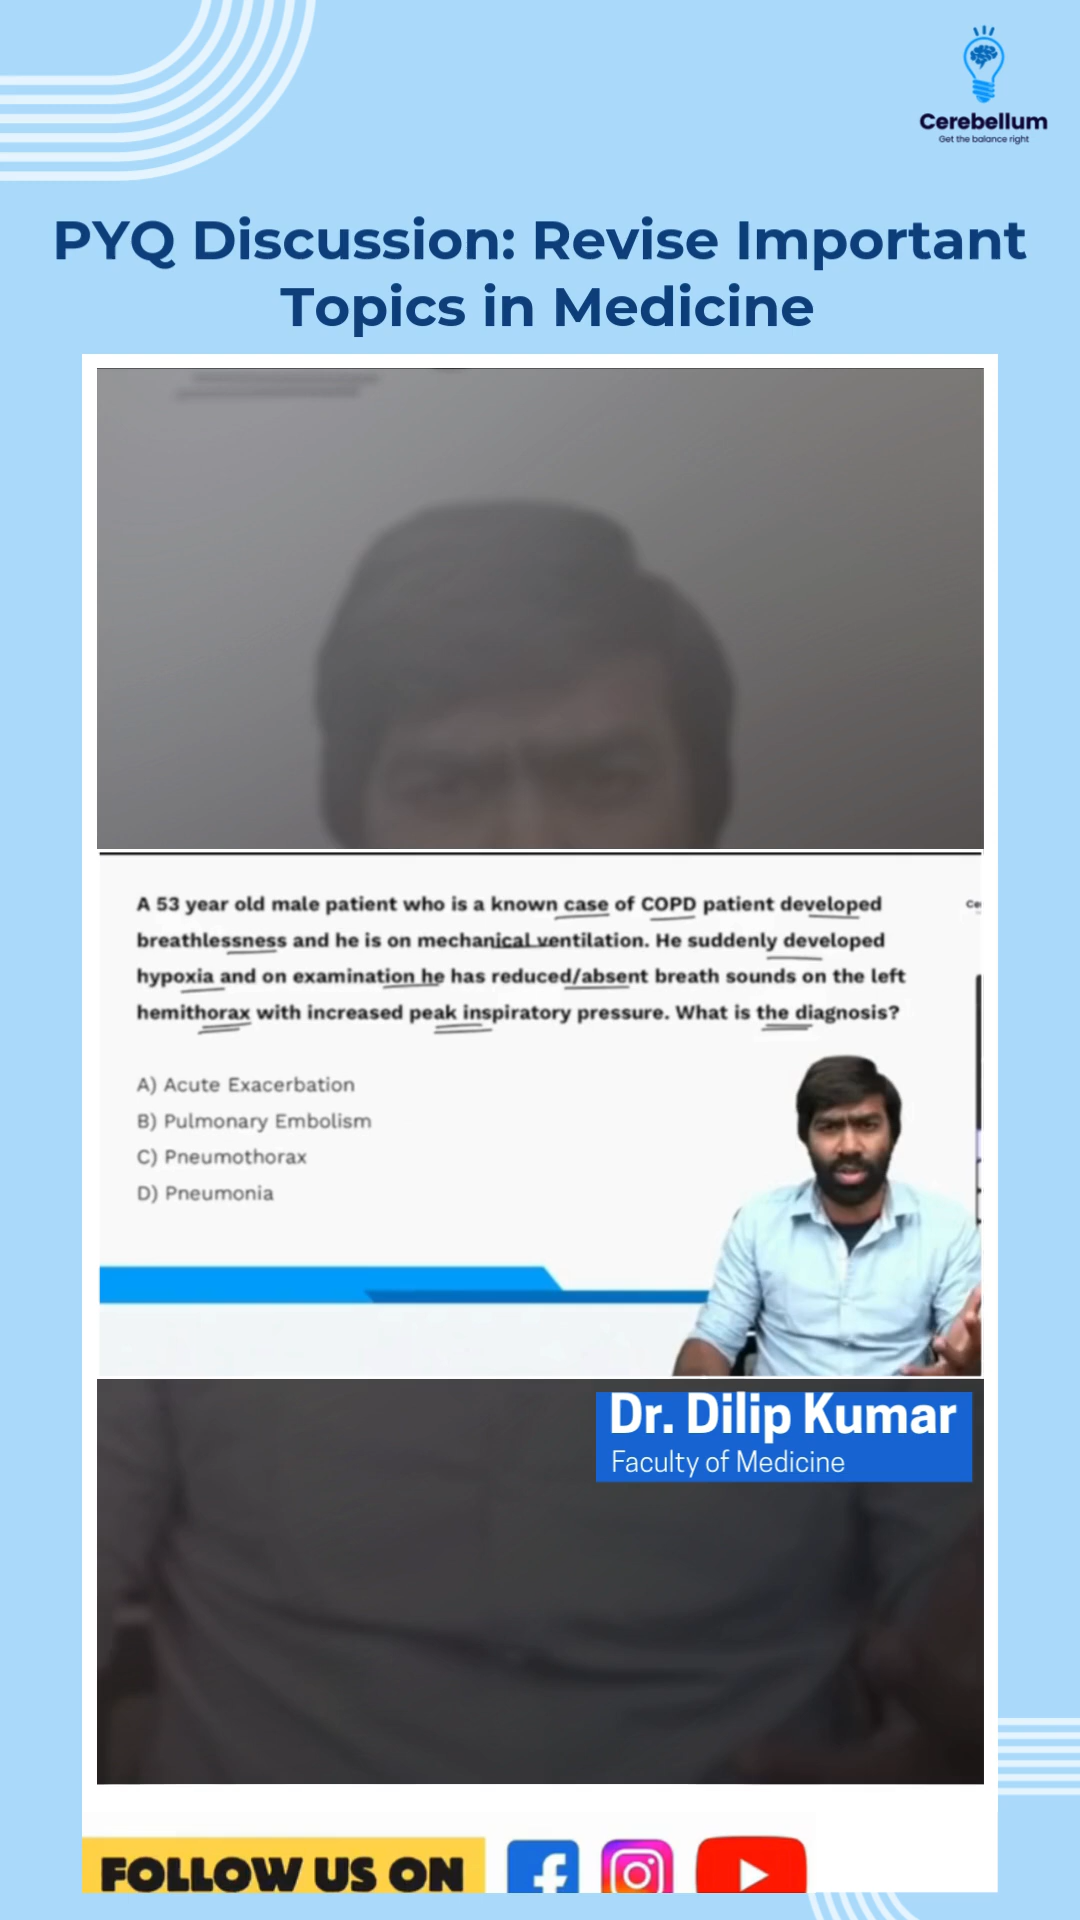 Cerebellum
Get the balance right
PYQ Discussion: Revise Important
Topics in Medicine
A 53 year old male patient who is a known case of COPD patient developed
breathlessness and he is on mechanical ventilation. He suddenly developed
hypoxia and on examination he has reduced/absent breath sounds on the left
hemithorax with increased peak inspiratory pressure. What is the diagnosis?
A) Acute Exacerbation
B) Pulmonary Embolism
C) Pneumothorax
D) Pneumonia
Dr. Dilip Kumar
Faculty of Medicine
FOLLOW US ON